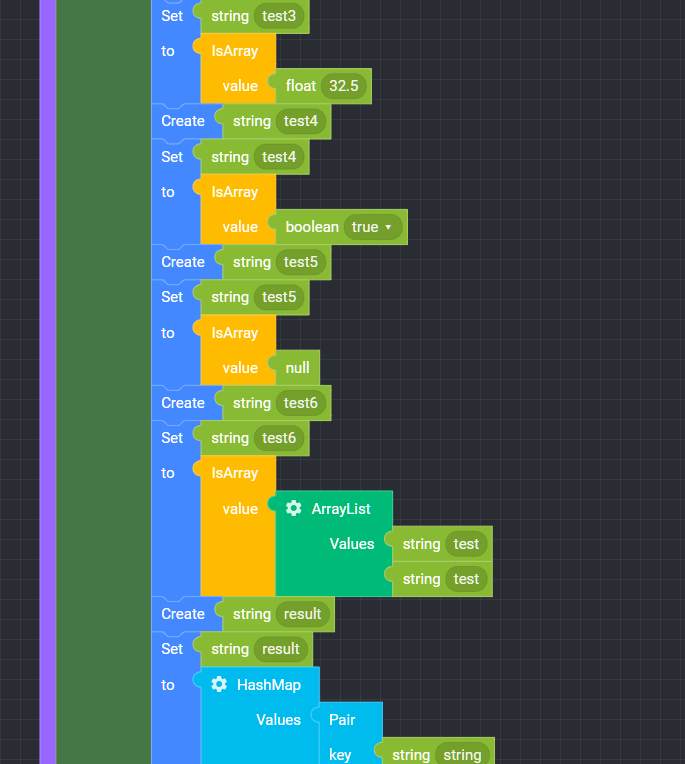 Set string test3
to IsArray
value float 32.5
Create string test4
Set string test4
to IsArray
value boolean true
Create string test5
Set string test5
to IsArray
value null
Create string test6
Set string test6
to IsArray
value ArrayList
Values string test
string test
Create string result
Set string result
to HashMap
Values Pair
key string string